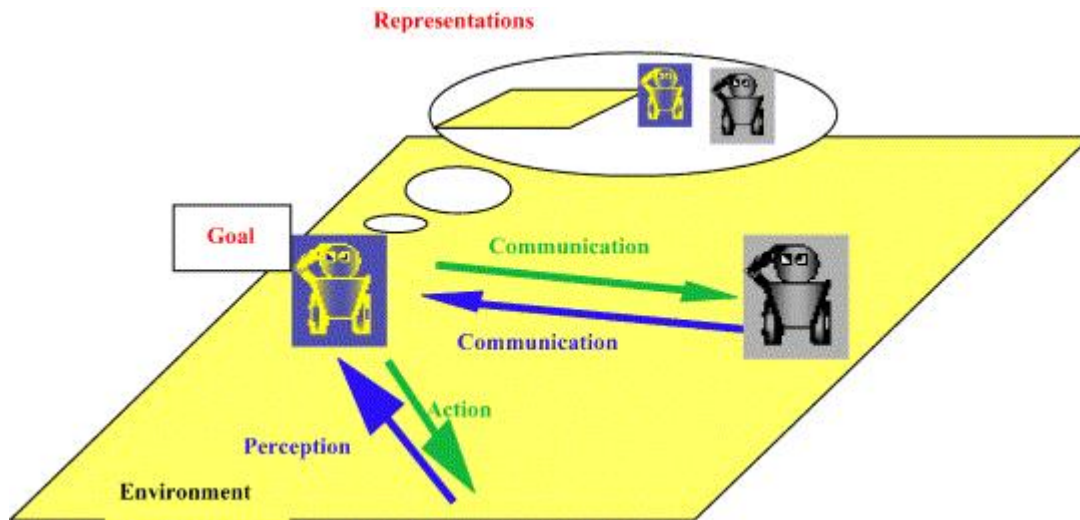 Representations
Goal
Communication
Communication
Action
Perception
Environment